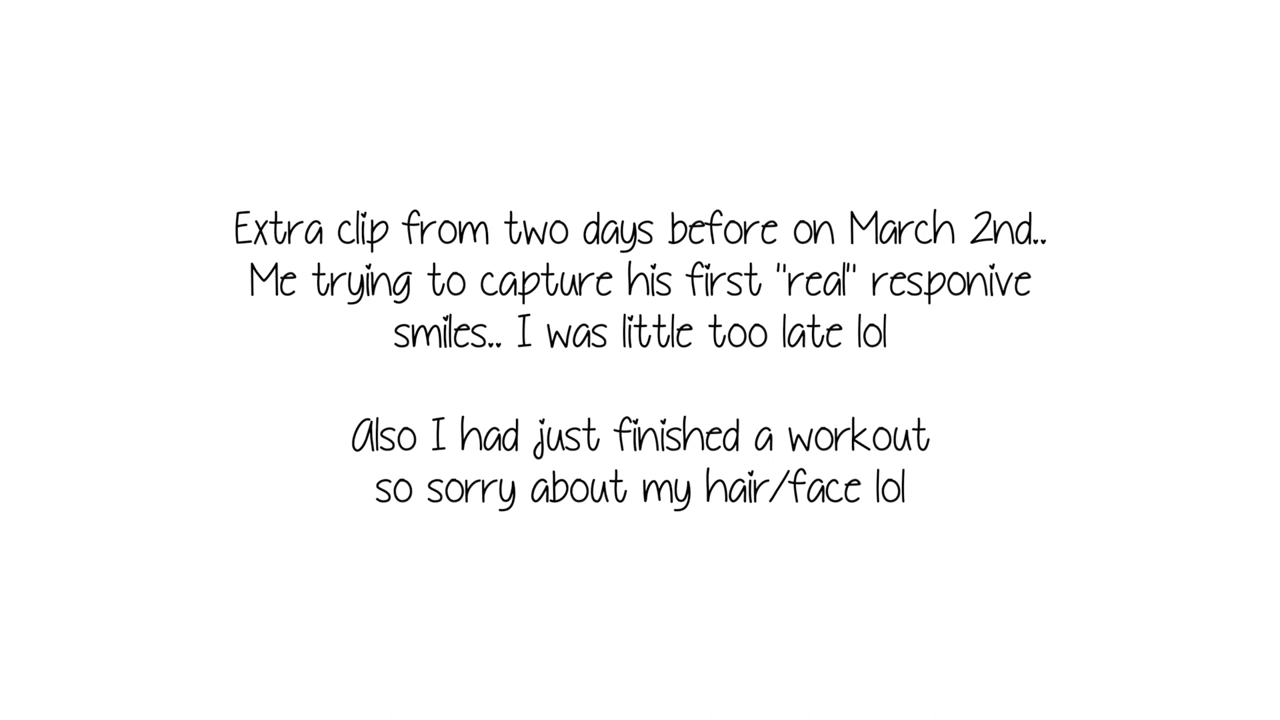 Extra clip from two days before on March 2nd..
Me trying to capture his first "real" responive
smiles.. I was little too late lol
Also I had just finished a workout
so sorry about my hair/face lol